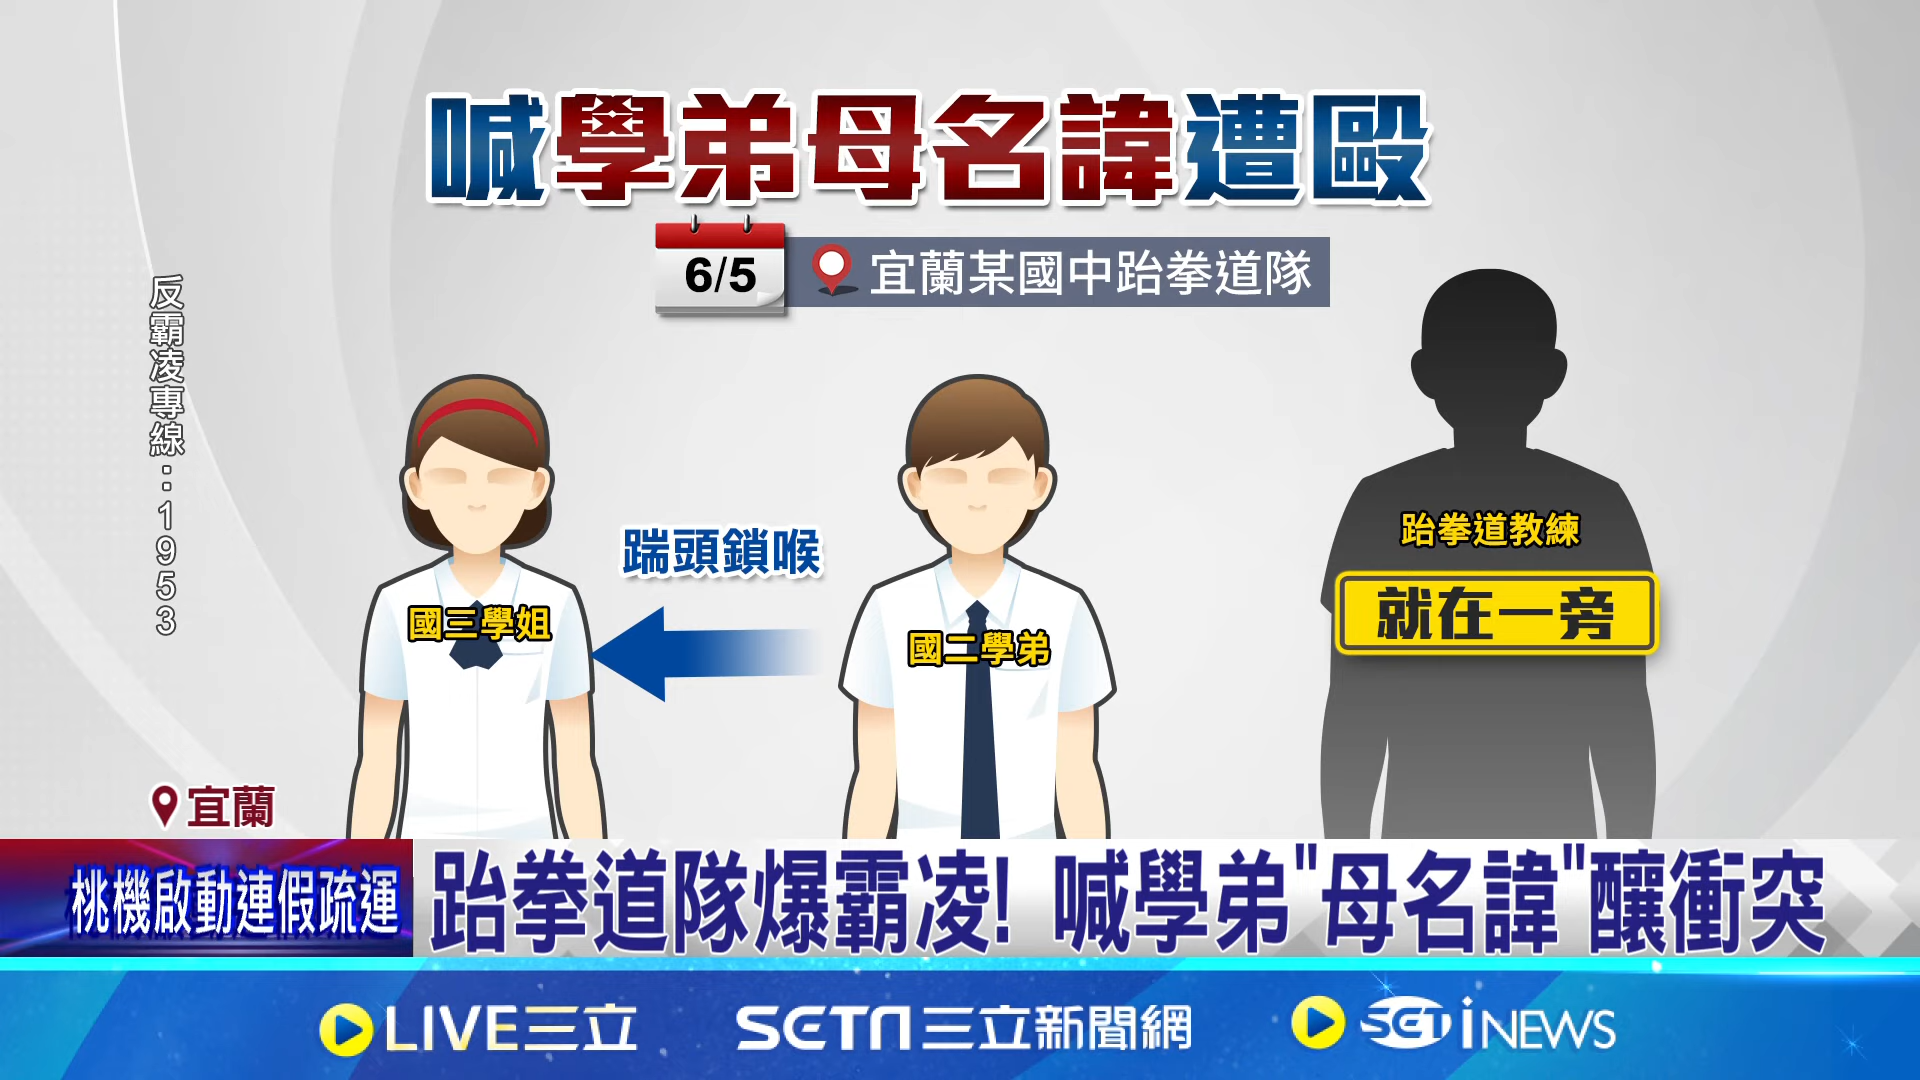 喊學弟母名諱遭毆
6/5
宜蘭某國中跆拳道隊
反霸凌專線：1953
跆拳道教練
就在一旁
踹頭鎖喉
國三學姐
國二學弟
宜蘭
桃機啟動連假疏運
跆拳道隊爆霸凌! 喊學弟"母名諱"釀衝突
LIVE三立
SETN三立新聞網
SET iNEWS